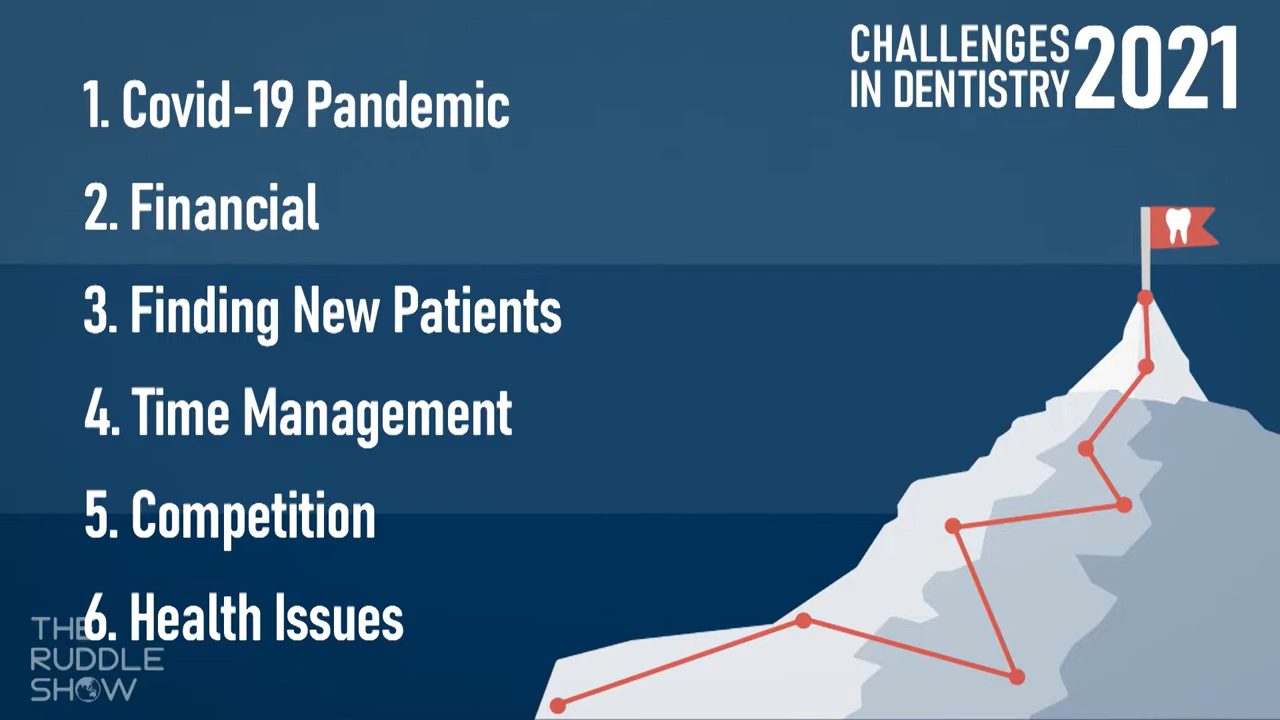 CHALLENGES
IN DENTISTRY 2021
1. Covid-19 Pandemic
2. Financial
3. Finding New Patients
4. Time Management
5. Competition
6. Health Issues
THE
RUDDLE
SHOW